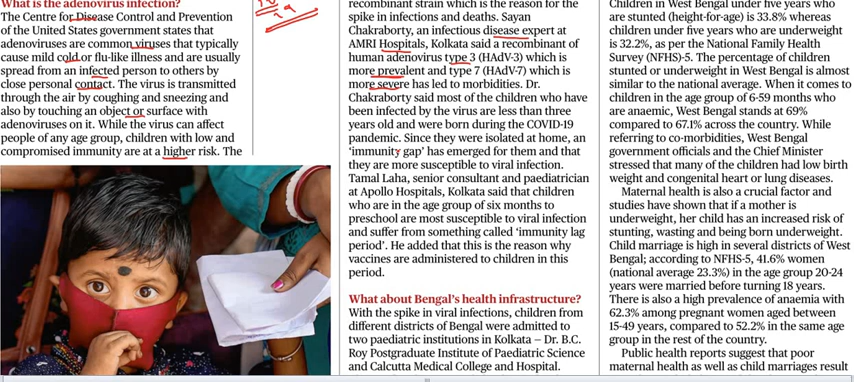 What is the adenovirus infection?
The Centre for Disease Control and Prevention
of the United States government states that
adenoviruses are common viruses that typically
cause mild cold or flu-like illness and are usually
spread from an infected person to others by
close personal contact. The virus is transmitted
through the air by coughing and sneezing and
also by touching an object or surface with
adenoviruses on it. While the virus can affect
people of any age group, children with low and
compromised immunity are at a higher risk. The
recombinant strain which is the reason for the
spike in infections and deaths. Sayan
Chakraborty, an infectious disease expert at
AMRI Hospitals, Kolkata said a recombinant of
human adenovirus type 3 (HAdV-3) which is
more prevalent and type 7 (HAdV-7) which is
more severe has led to morbidities. Dr.
Chakraborty said most of the children who have
been infected by the virus are less than three
years old and were born during the COVID-19
pandemic. Since they were isolated at home, an
‘immunity gap’ has emerged for them and that
they are more susceptible to viral infection.
Tamal Laha, senior consultant and paediatrician
at Apollo Hospitals, Kolkata said that children
who are in the age group of six months to
preschool are most susceptible to viral infection
and suffer from something called ‘immunity lag
period’. He added that this is the reason why
vaccines are administered to children in this
period.
What about Bengal’s health infrastructure?
With the spike in viral infections, children from
different districts of Bengal were admitted to
two paediatric institutions in Kolkata – Dr. B.C.
Roy Postgraduate Institute of Paediatric Science
and Calcutta Medical College and Hospital.
Children in West Bengal under five years who
are stunted (height-for-age) is 33.8% whereas
children under five years who are underweight
is 32.2%, as per the National Family Health
Survey (NFHS)-5. The percentage of children
stunted or underweight in West Bengal is almost
similar to the national average. When it comes to
children in the age group of 6-59 months who
are anaemic, West Bengal stands at 69%
compared to 67.1% across the country. While
referring to co-morbidities, West Bengal
government officials and the Chief Minister
stressed that many of the children had low birth
weight and congenital heart or lung diseases.
Maternal health is also a crucial factor and
studies have shown that if a mother is
underweight, her child has an increased risk of
stunting, wasting and being born underweight.
Child marriage is high in several districts of West
Bengal; according to NFHS-5, 41.6% women
(national average 23.3%) in the age group 20-24
years were married before turning 18 years.
There is also a high prevalence of anaemia with
62.3% among pregnant women aged between
15-49 years, compared to 52.2% in the same age
group in the rest of the country.
Public health reports suggest that poor
maternal health as well as child marriages result